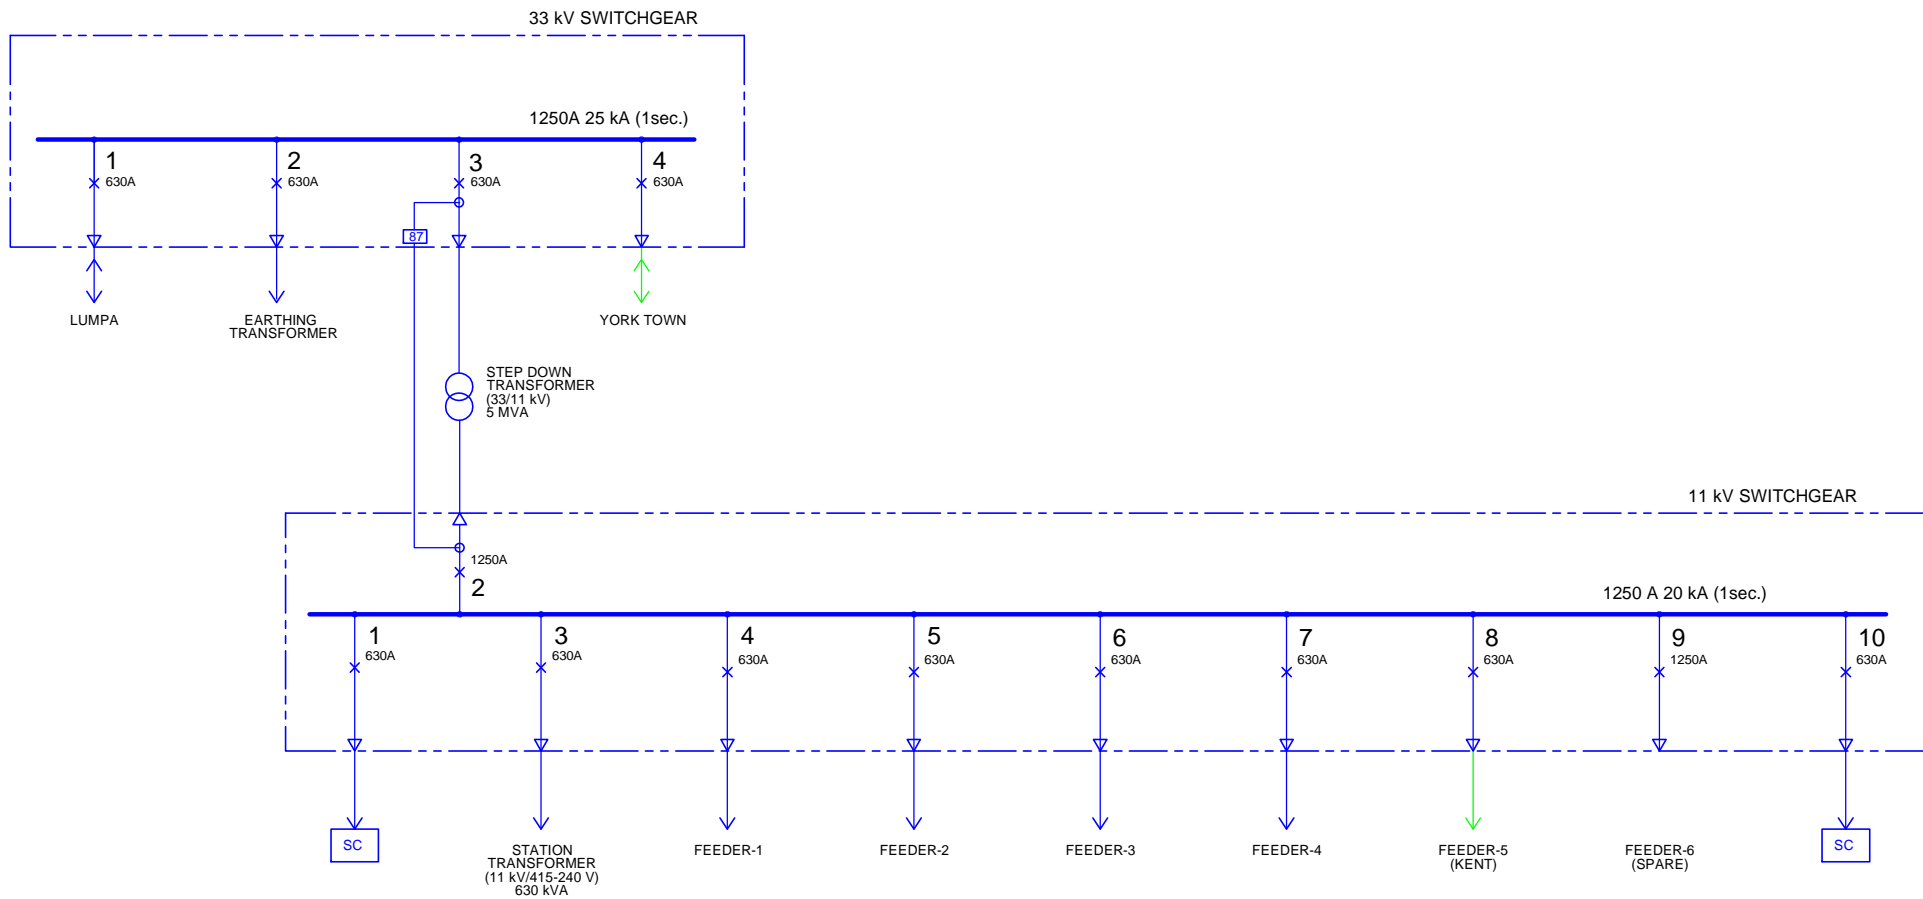 33 kV SWITCHGEAR
1250A 25 kA (1sec.)
1
630A
2
630A
3
630A
4
630A
87
LUMPA
EARTHING
TRANSFORMER
YORK TOWN
STEP DOWN
TRANSFORMER
(33/11 kV)
5 MVA
11 kV SWITCHGEAR
1250A
2
1250 A 20 kA (1sec.)
1
630A
3
630A
4
630A
5
630A
6
630A
7
630A
8
630A
9
1250A
10
630A
SC
STATION
TRANSFORMER
(11 kV/415-240 V)
630 kVA
FEEDER-1
FEEDER-2
FEEDER-3
FEEDER-4
FEEDER-5
(KENT)
FEEDER-6
(SPARE)
SC